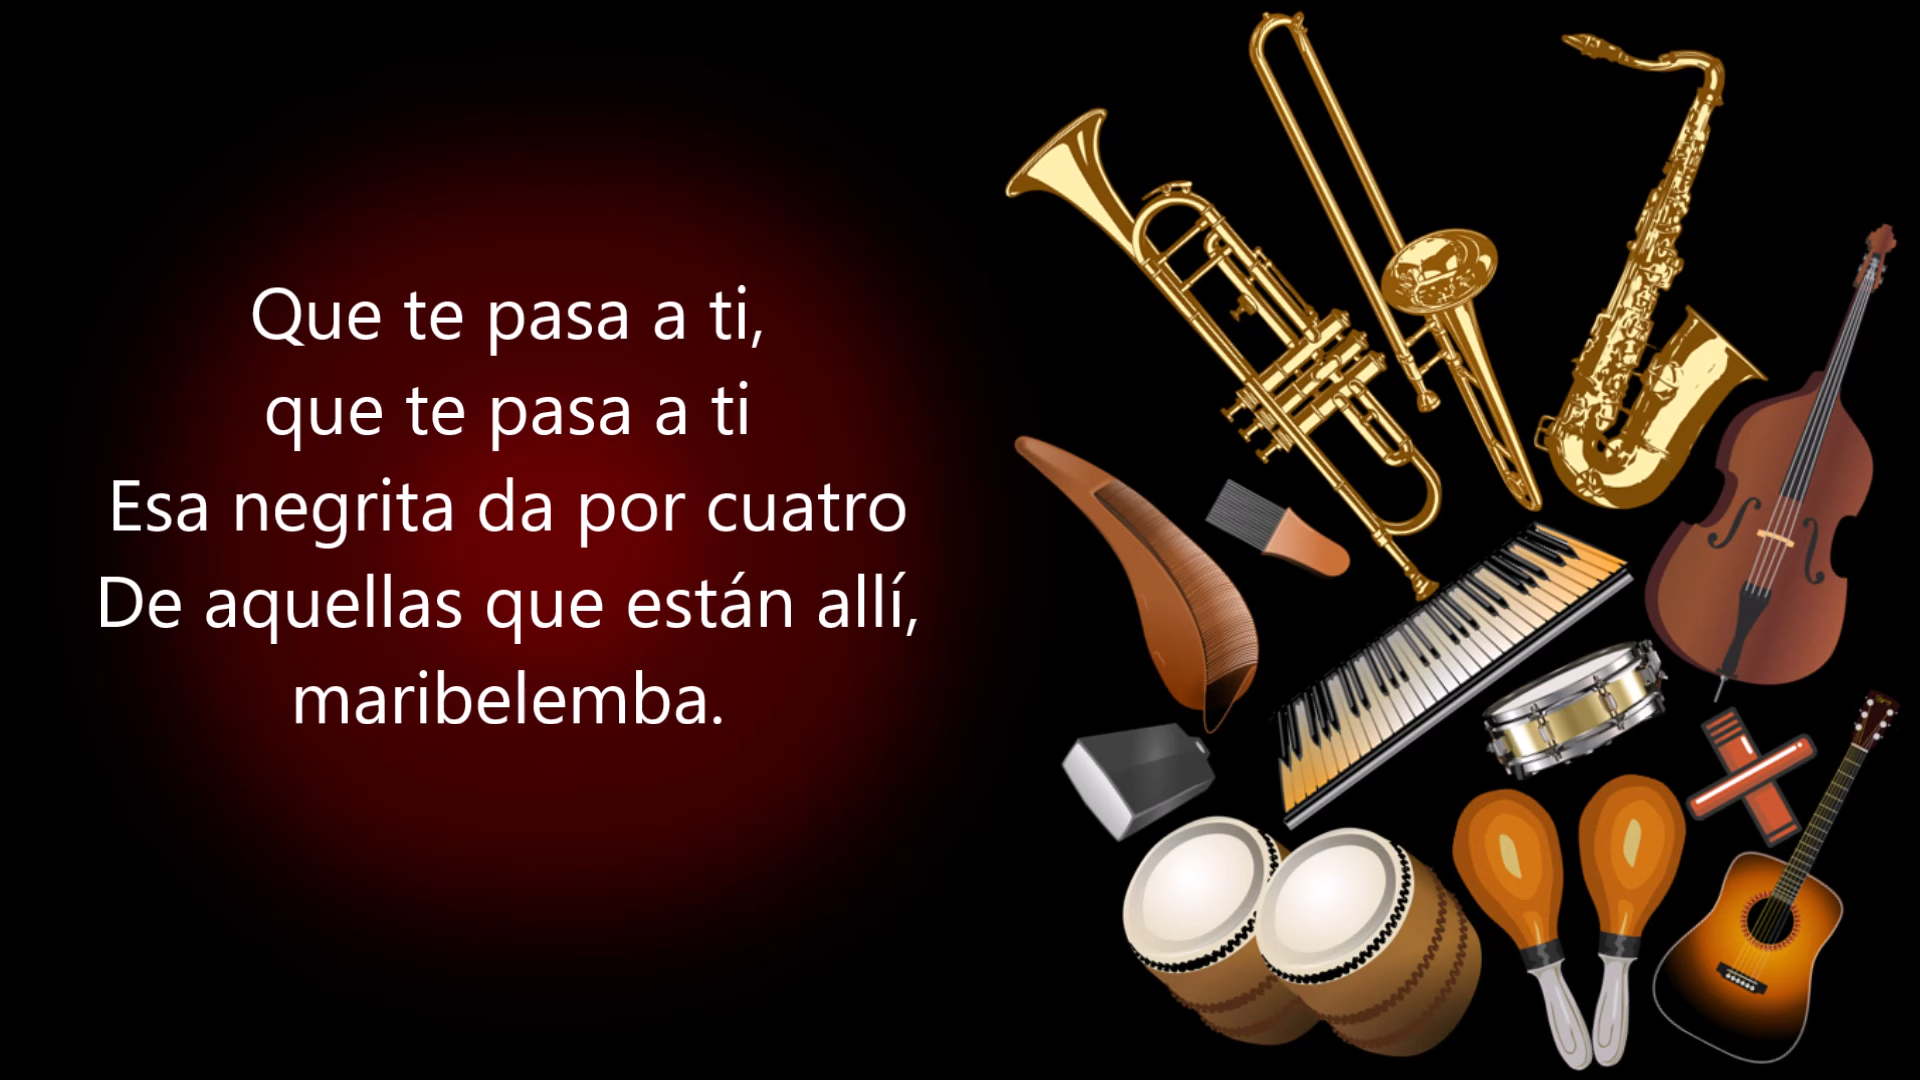 Que te pasa a ti,
que te pasa a ti
Esa negrita da por cuatro
De aquellas que están allí,
maribelemba.